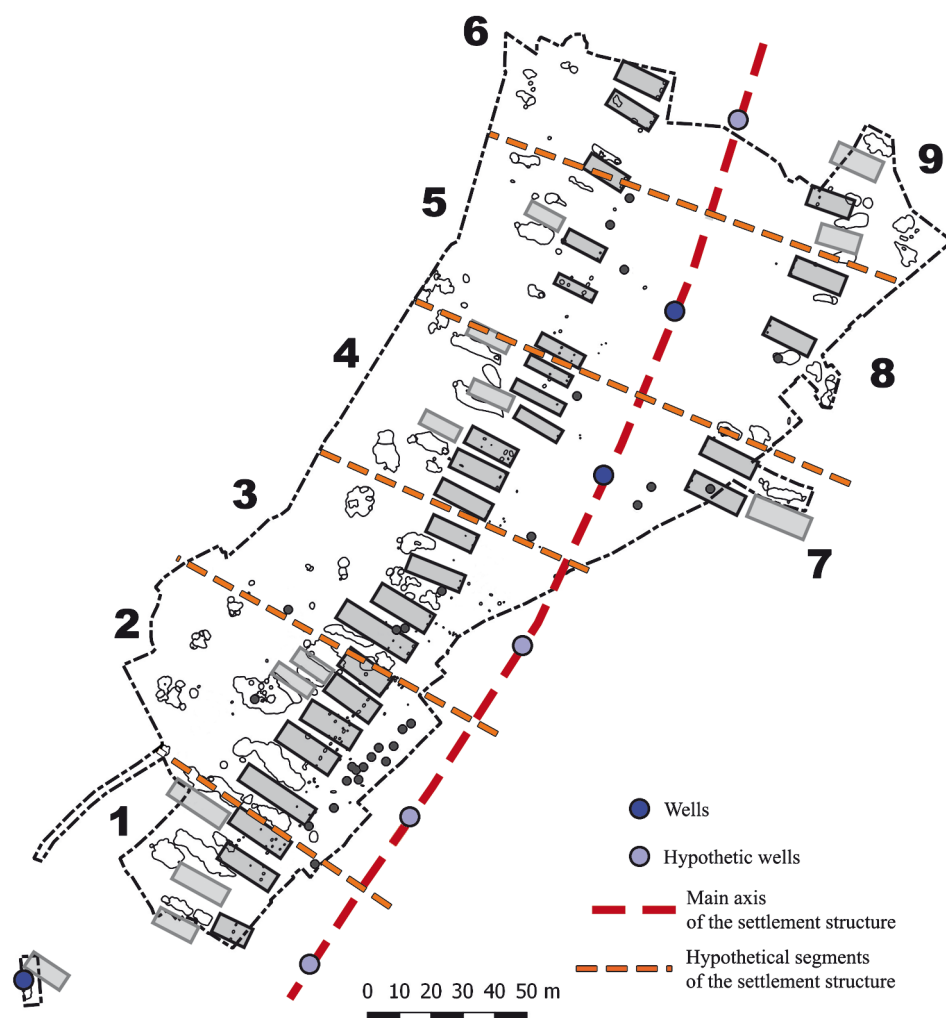 6
9
5
4
8
3
7
2
1
Wells
Hypothetic wells
Main axis
of the settlement structure
Hypothetical segments
of the settlement structure
0 10 20 30 40 50 m